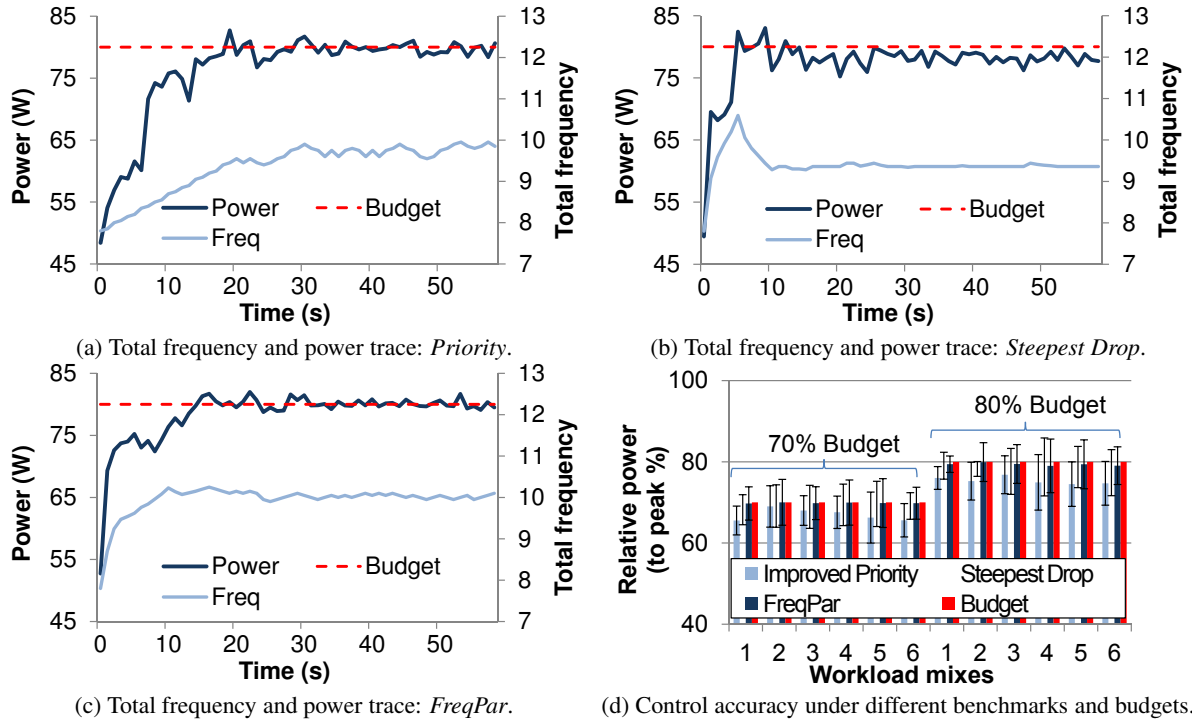 85
75
65
55
45
Power (W)
13
12
11
10
9
8
7
Total frequency
Power
Budget
Freq
0 10 20 30 40 50
Time (s)
(a) Total frequency and power trace: Priority.
85
75
65
55
45
Power (W)
13
12
11
10
9
8
7
Total frequency
Power
Budget
Freq
0 10 20 30 40 50
Time (s)
(b) Total frequency and power trace: Steepest Drop.
85
75
65
55
45
Power (W)
13
12
11
10
9
8
7
Total frequency
Power
Budget
Freq
0 10 20 30 40 50
Time (s)
(c) Total frequency and power trace: FreqPar.
100
80
60
40
Relative power
(to peak %)
70% Budget
80% Budget
Improved Priority
Steepest Drop
FreqPar
Budget
1 2 3 4 5 6 1 2 3 4 5 6
Workload mixes
(d) Control accuracy under different benchmarks and budgets.